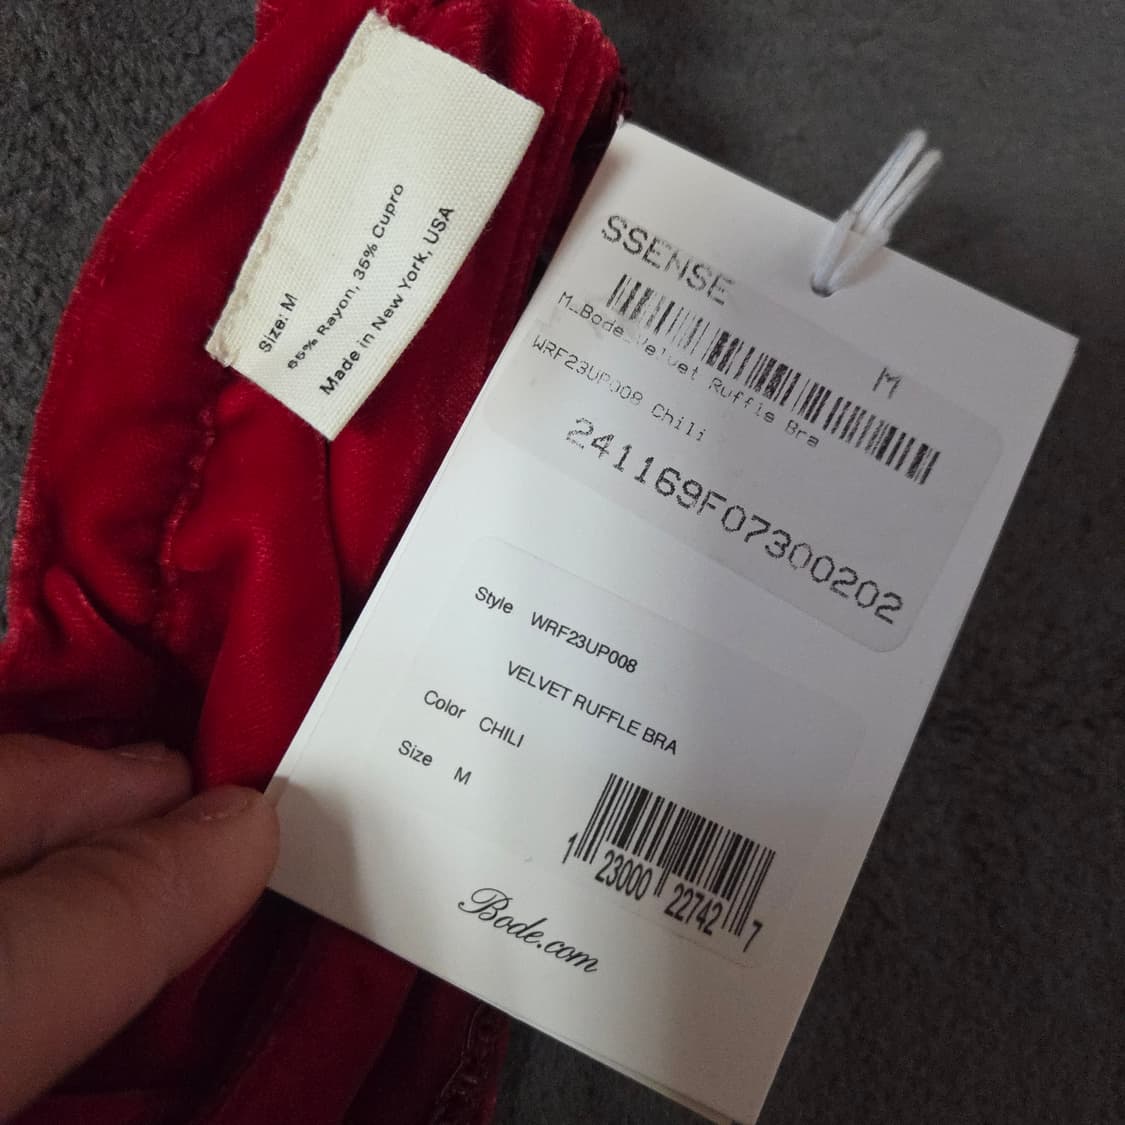 Size: M
65% Rayon, 35% Cupro
Made in New York, USA
SSENSE
M
M_Bode_Velvet Ruffle Bra
WRF23UP008 Chili
241169F07300202
Style WRF23UP008
VELVET RUFFLE BRA
Color CHILI
Size M
1 23000 22742 7
Bode.com